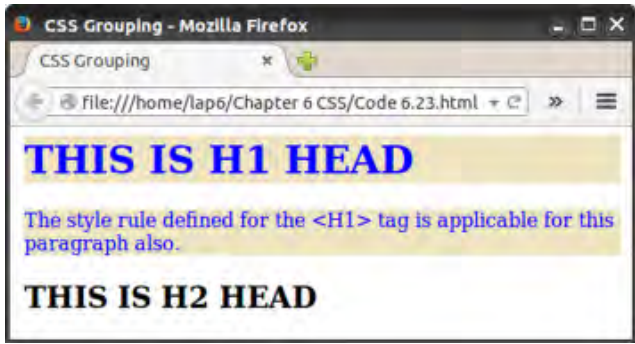 CSS Grouping - Mozilla Firefox
CSS Grouping
file:///home/lap6/Chapter 6 CSS/Code 6.23.html
THIS IS H1 HEAD
The style rule defined for the <H1> tag is applicable for this
paragraph also.
THIS IS H2 HEAD